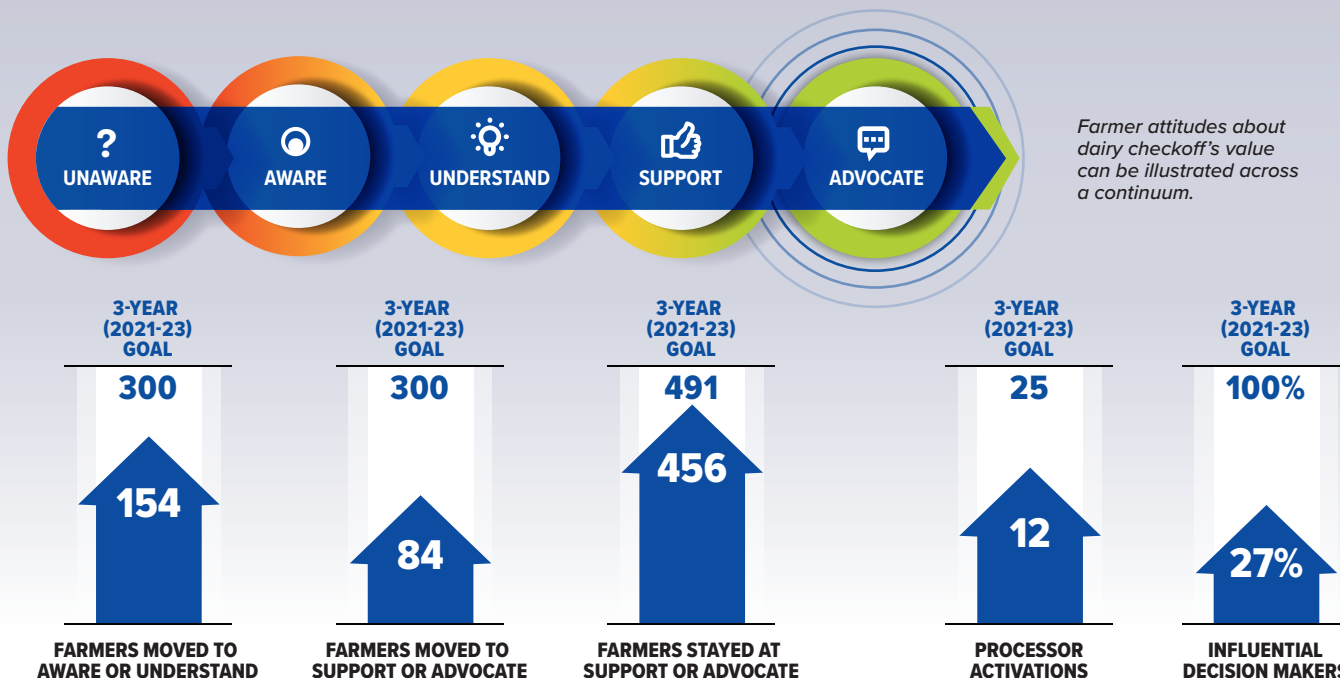 ?
UNAWARE
AWARE
UNDERSTAND
SUPPORT
ADVOCATE
Farmer attitudes about
dairy checkoff’s value
can be illustrated across
a continuum.
3-YEAR
(2021-23)
GOAL
300
154
FARMERS MOVED TO
AWARE OR UNDERSTAND
3-YEAR
(2021-23)
GOAL
300
84
FARMERS MOVED TO
SUPPORT OR ADVOCATE
3-YEAR
(2021-23)
GOAL
491
456
FARMERS STAYED AT
SUPPORT OR ADVOCATE
3-YEAR
(2021-23)
GOAL
25
12
PROCESSOR
ACTIVATIONS
3-YEAR
(2021-23)
GOAL
100%
27%
INFLUENTIAL
DECISION MAKERS